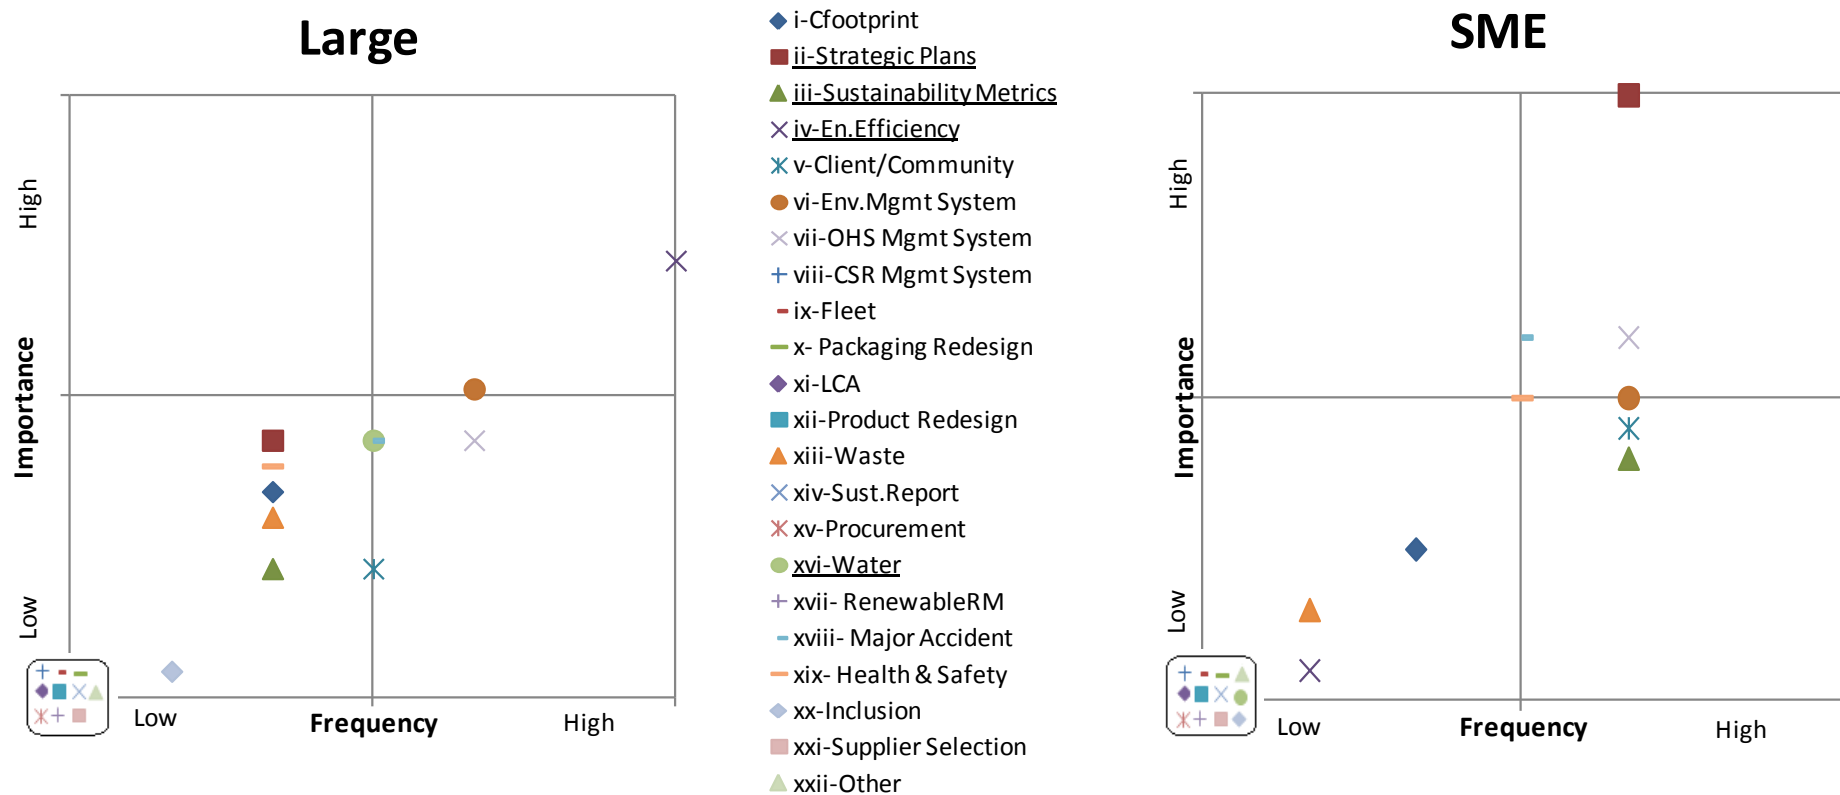 Large
High
Importance
Low
Low
Frequency
High
i-Cfootprint
ii-Strategic Plans
iii-Sustainability Metrics
iv-En.Efficiency
v-Client/Community
vi-Env.Mgmt System
vii-OHS Mgmt System
viii-CSR Mgmt System
ix-Fleet
x- Packaging Redesign
xi-LCA
xii-Product Redesign
xiii-Waste
xiv-Sust.Report
xv-Procurement
xvi-Water
xvii- RenewableRM
xviii- Major Accident
xix- Health & Safety
xx-Inclusion
xxi-Supplier Selection
xxii-Other
SME
High
Importance
Low
Low
Frequency
High